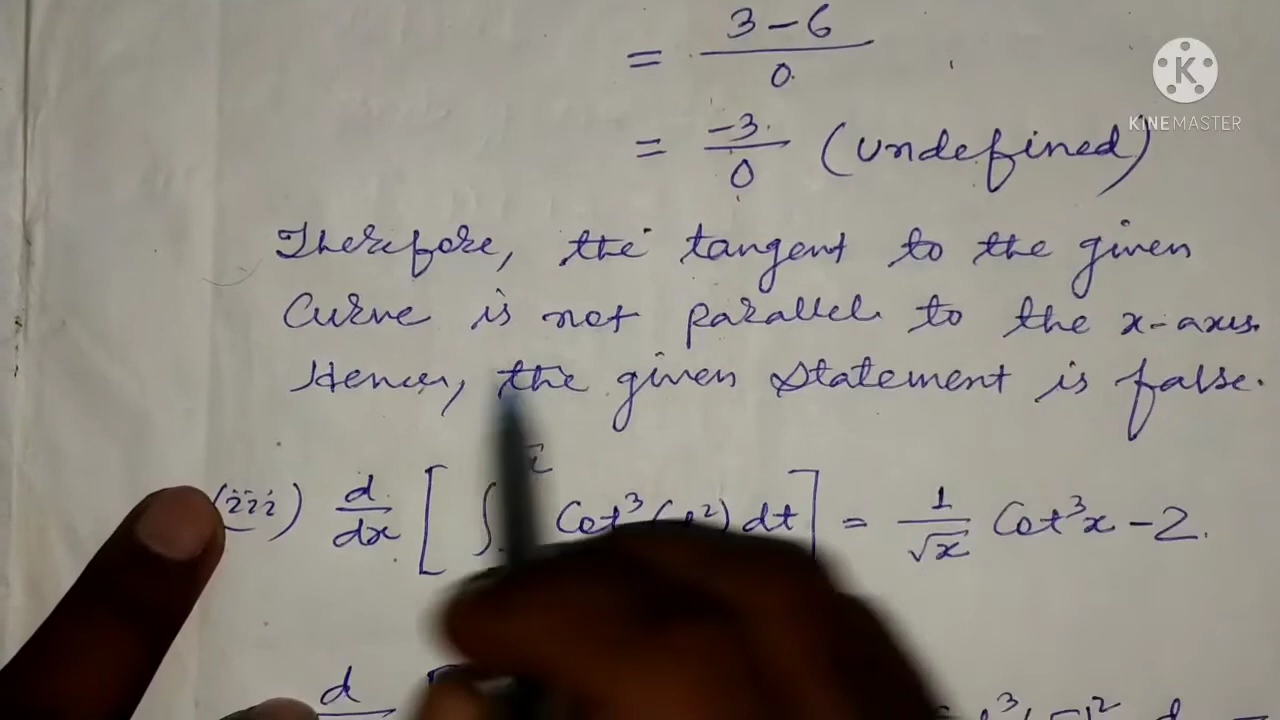 = 3-6 / 0
K
KINEMASTER
= -3 / 0 (undefined)
Therefore, the tangent to the given
Curve is not parallel to the x-axis.
Hence, the given statement is false.
(iii) d/dx [ ∫ Cot³(t²) dt ] = 1/√x Cot³x - 2.
d